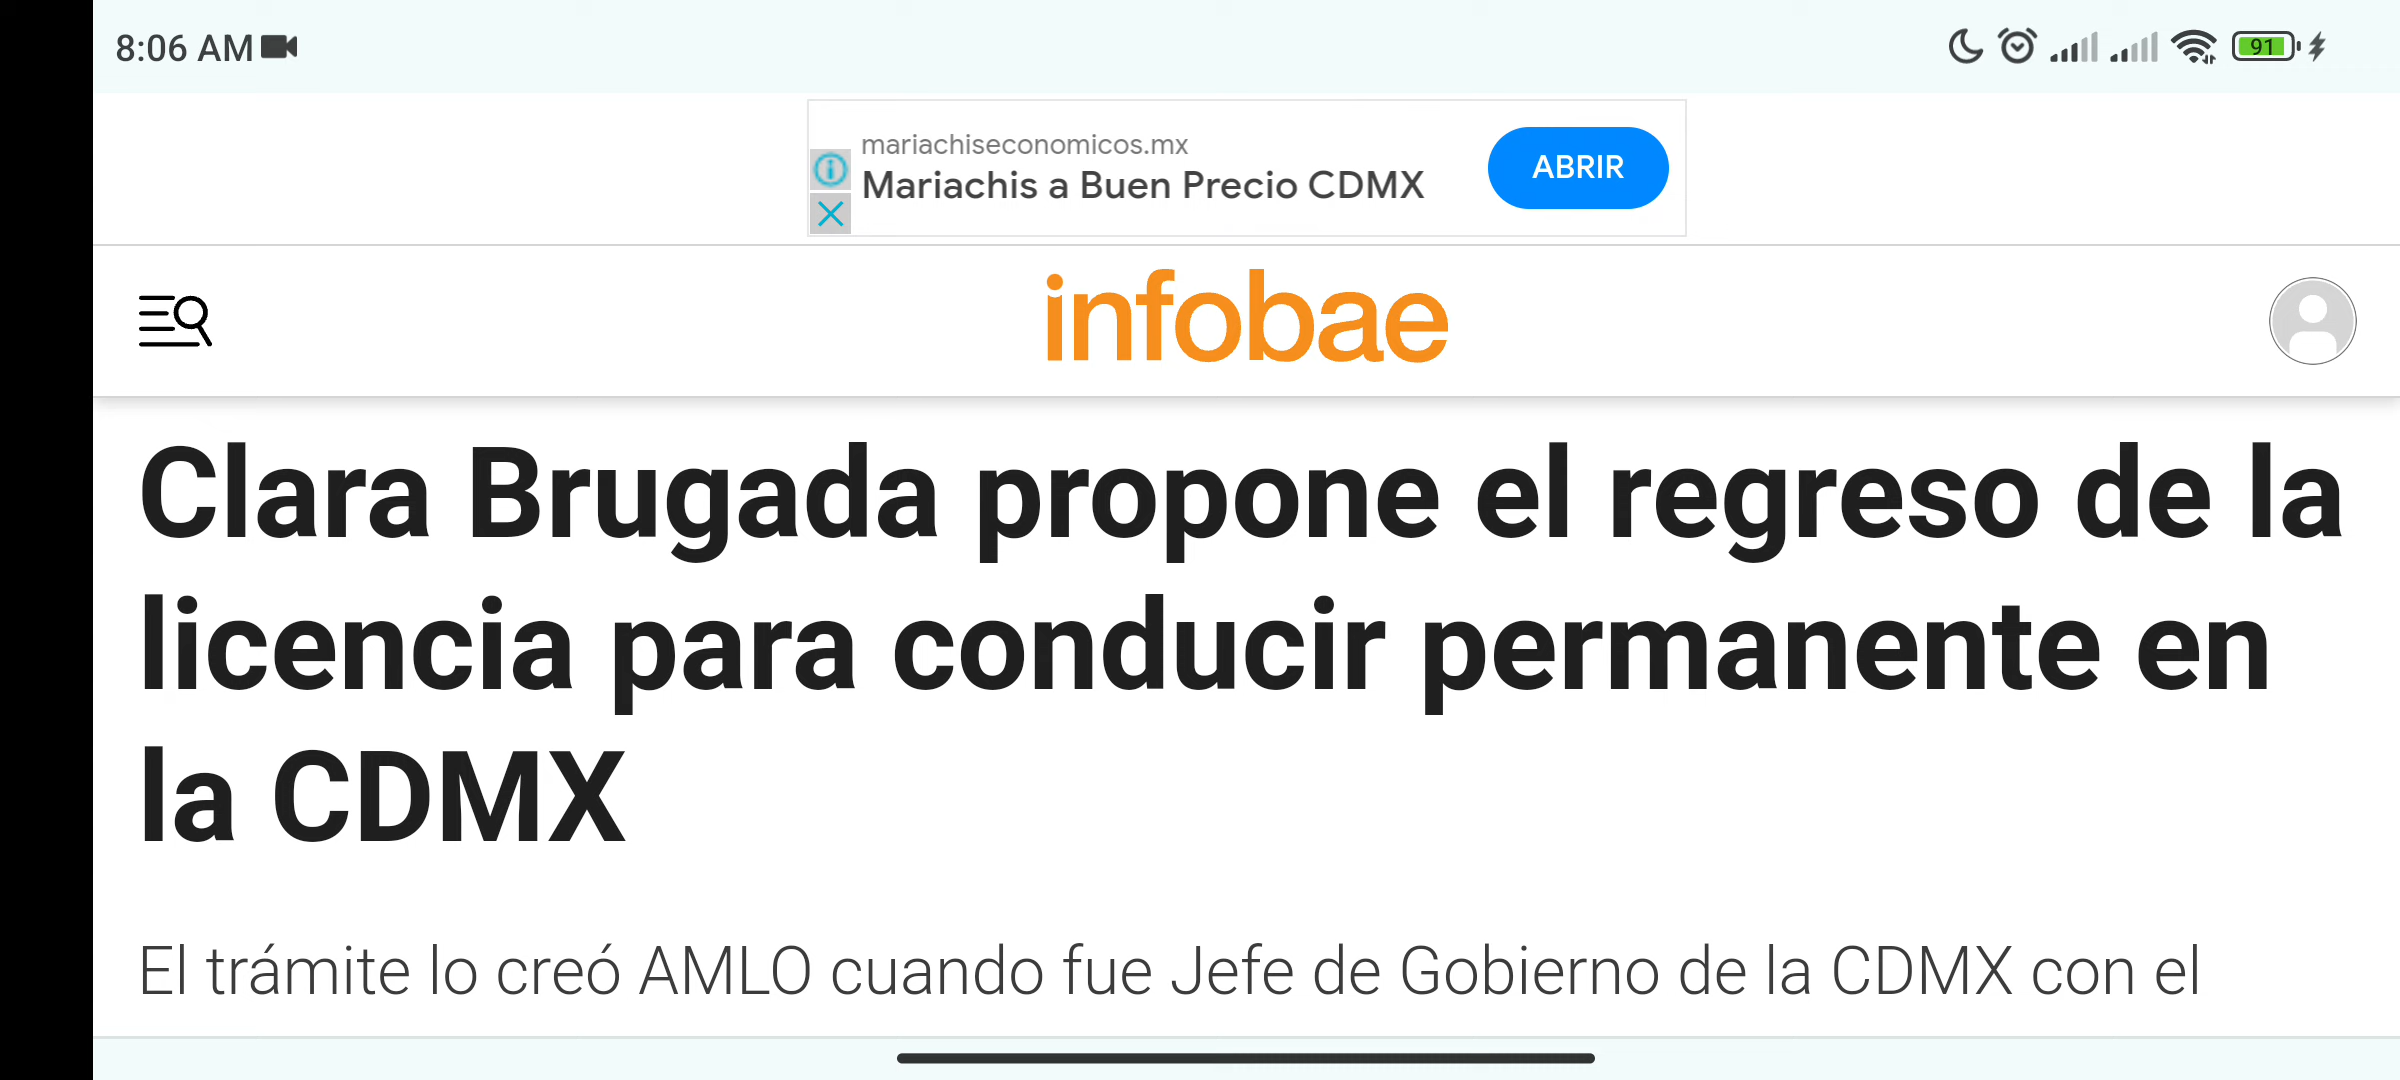 8:06 AM
91
mariachiseconomicos.mx
Mariachis a Buen Precio CDMX
ABRIR
infobae
Clara Brugada propone el regreso de la
licencia para conducir permanente en
la CDMX
El trámite lo creó AMLO cuando fue Jefe de Gobierno de la CDMX con el